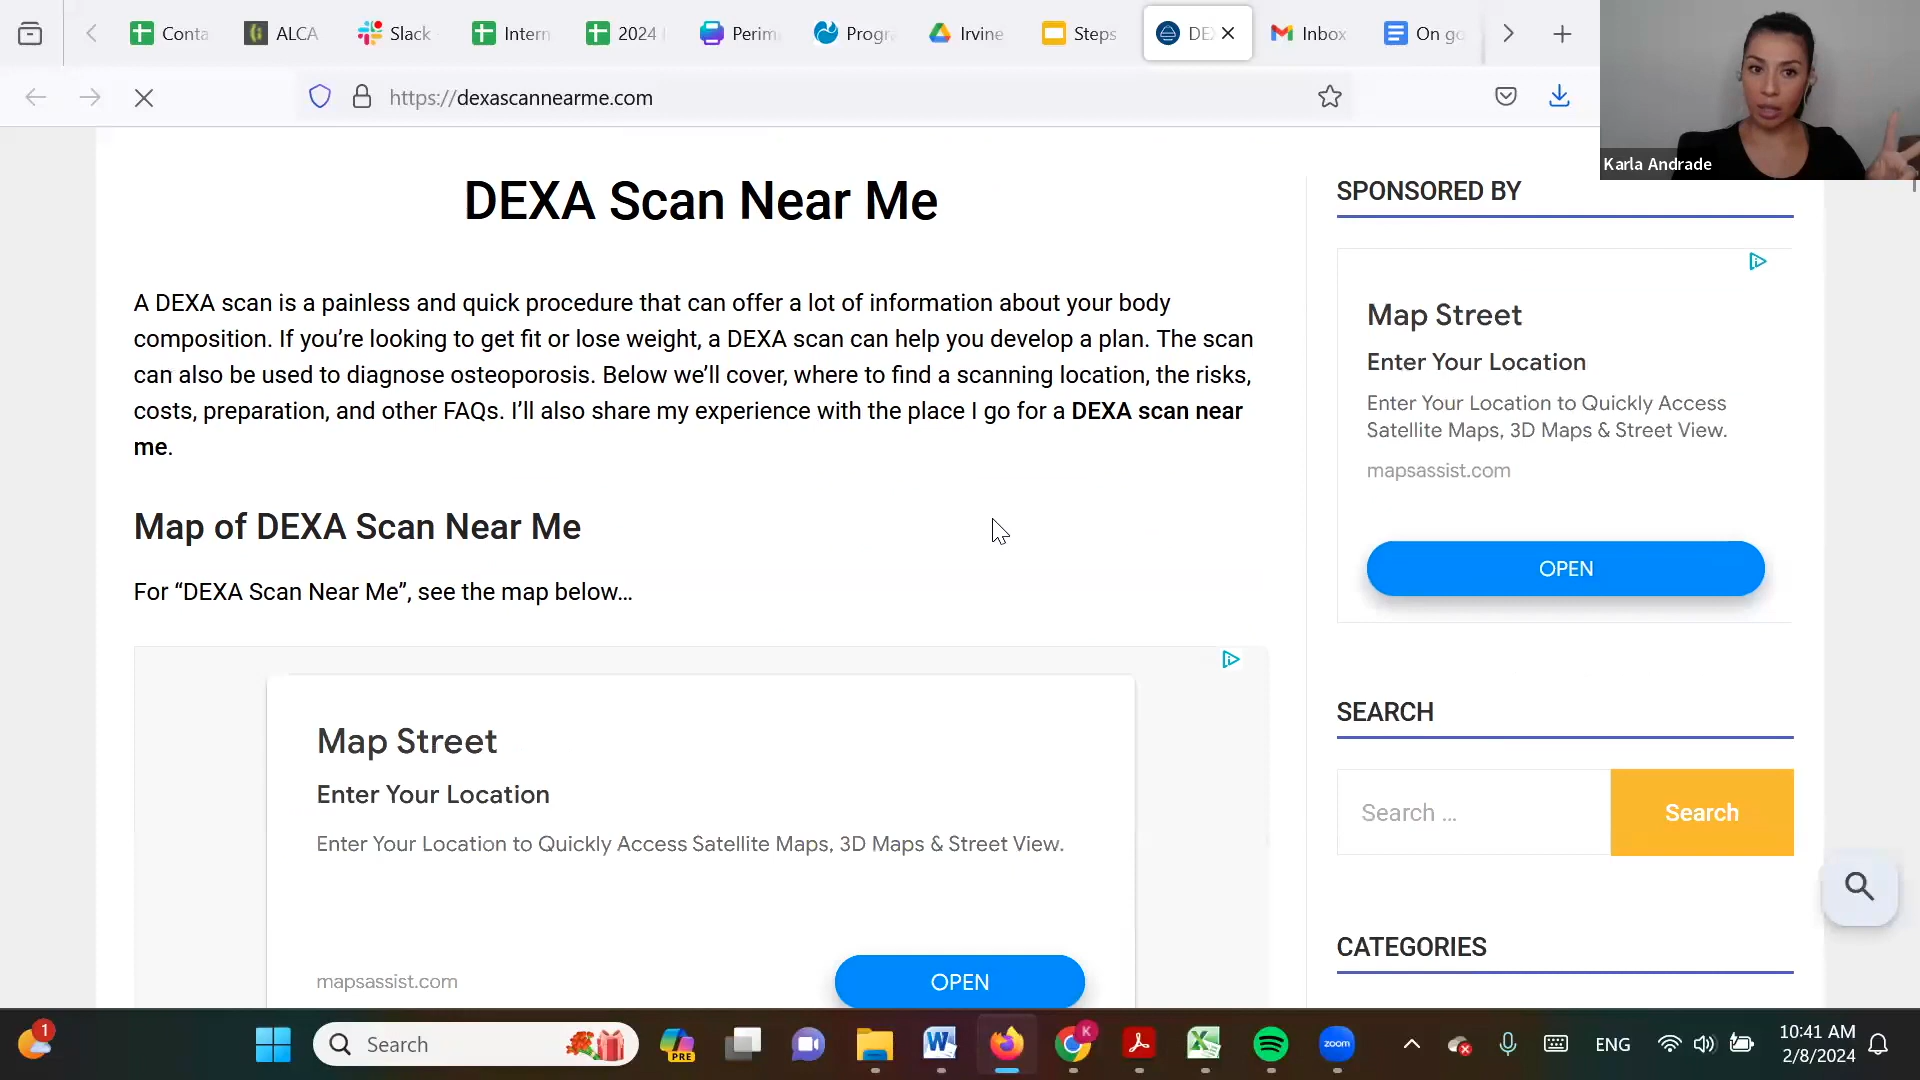 Conta
ALCA
Slack
Intern
2024
Perim
Progr
Irvine
Steps
DE
Inbox
On go
https://dexascannearme.com
Karla Andrade
DEXA Scan Near Me
A DEXA scan is a painless and quick procedure that can offer a lot of information about your body
composition. If you’re looking to get fit or lose weight, a DEXA scan can help you develop a plan. The scan
can also be used to diagnose osteoporosis. Below we’ll cover, where to find a scanning location, the risks,
costs, preparation, and other FAQs. I’ll also share my experience with the place I go for a DEXA scan near
me.
Map of DEXA Scan Near Me
For “DEXA Scan Near Me”, see the map below...
Map Street
Enter Your Location
Enter Your Location to Quickly Access Satellite Maps, 3D Maps & Street View.
mapsassist.com
OPEN
SPONSORED BY
Map Street
Enter Your Location
Enter Your Location to Quickly Access
Satellite Maps, 3D Maps & Street View.
mapsassist.com
OPEN
SEARCH
Search ...
Search
CATEGORIES
1
Search
PRE
K
zoom
ENG
10:41 AM
2/8/2024